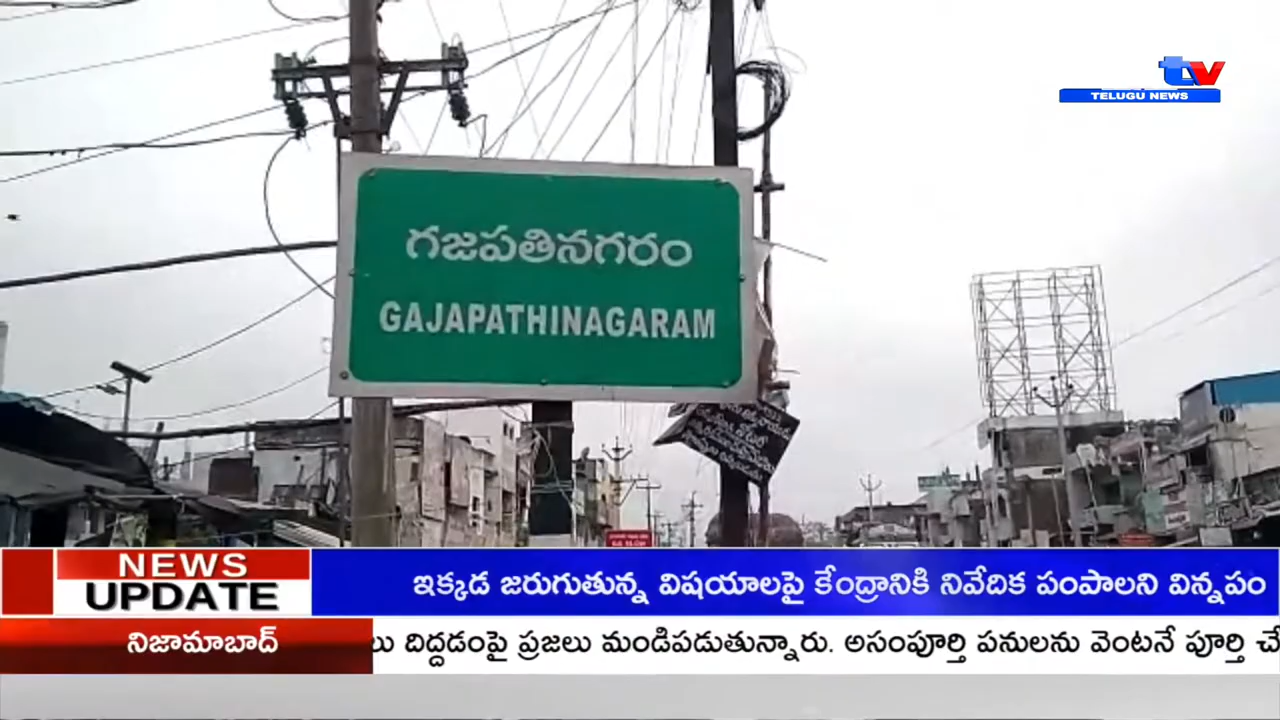 tv
TELUGU NEWS
గజపతినగరం
GAJAPATHINAGARAM
NEWS
UPDATE
ఇక్కడ జరుగుతున్న విషయాలపై కేంద్రానికి నివేదిక పంపాలని విన్నపం
నిజామాబాద్
లు దిద్దడంపై ప్రజలు మండిపడుతున్నారు. అసంపూర్తి పనులను వెంటనే పూర్తి చే